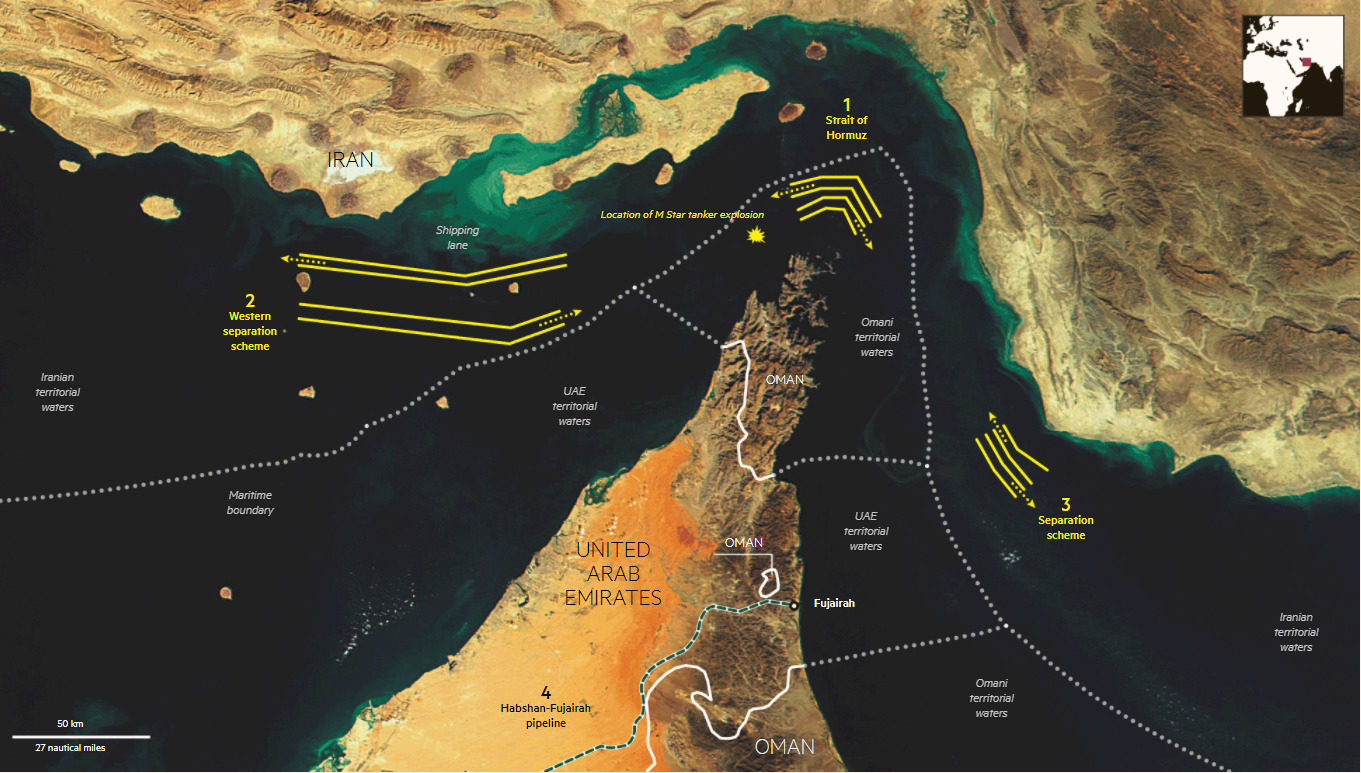 1
Strait of
Hormuz
IRAN
Location of M Star tanker explosion
Shipping
lane
2
Western
separation
scheme
Omani
territorial
waters
Iranian
territorial
waters
UAE
territorial
waters
OMAN
Maritime
boundary
3
Separation
scheme
UAE
territorial
waters
UNITED
ARAB
EMIRATES
OMAN
Fujairah
Iranian
territorial
waters
4
Habshan-Fujairah
pipeline
Omani
territorial
waters
50 km
27 nautical miles
OMAN